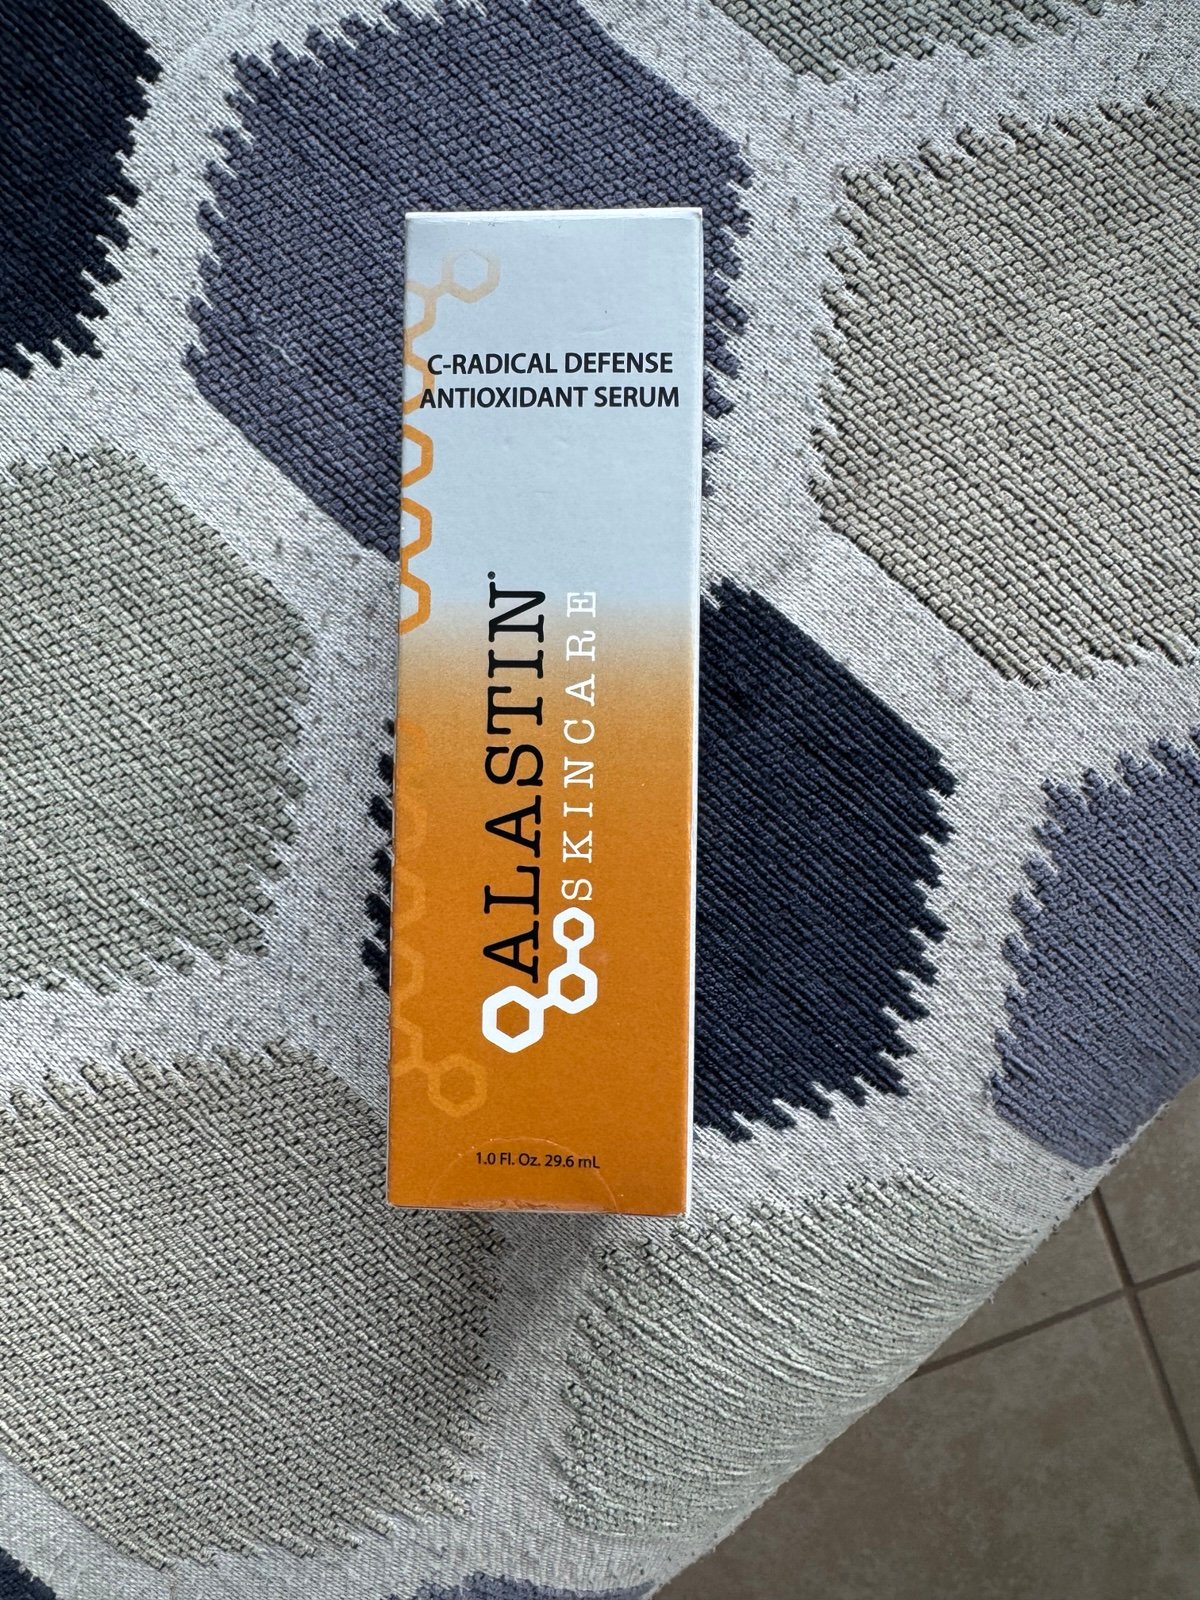 C-RADICAL DEFENSE
ANTIOXIDANT SERUM
ALASTIN
SKINCARE
1.0 Fl. Oz. 29.6 mL